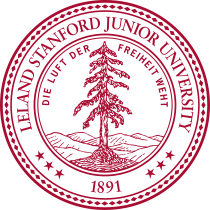 LELAND STANFORD JUNIOR UNIVERSITY
DIE LUFT DER FREIHEIT WEHT
1891